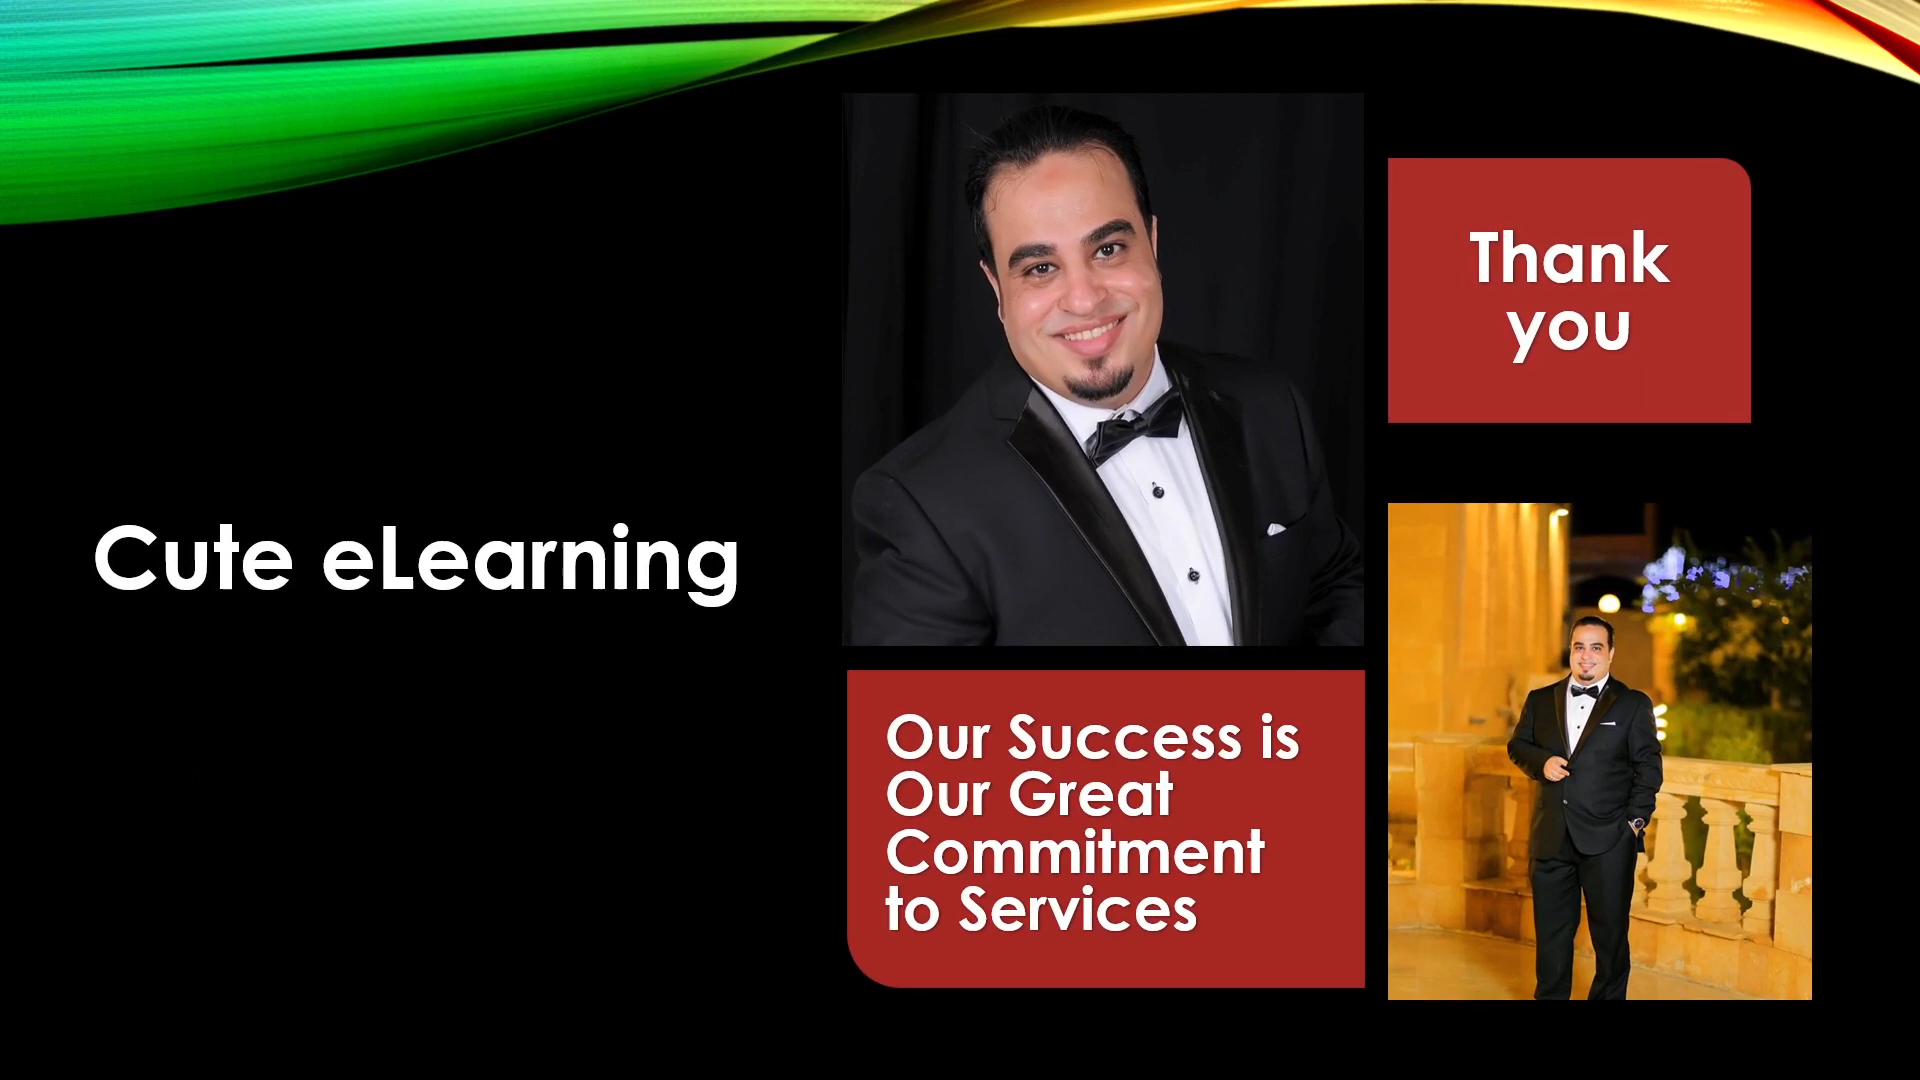 Cute eLearning
Thank
you
Our Success is
Our Great
Commitment
to Services